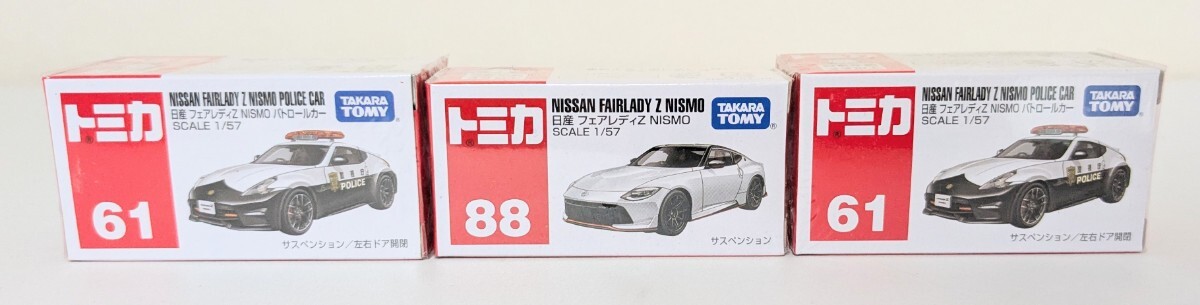 トミカ
NISSAN FAIRLADY Z NISMO POLICE CAR
日産 フェアレディZ NISMO パトロールカー
SCALE 1/57
TAKARA
TOMY
POLICE
61
サスペンション/左右ドア開閉
トミカ
NISSAN FAIRLADY Z NISMO
日産 フェアレディZ NISMO
SCALE 1/57
TAKARA
TOMY
88
サスペンション
トミカ
NISSAN FAIRLADY Z NISMO POLICE CAR
日産 フェアレディZ NISMO パトロールカー
SCALE 1/57
TAKARA
TOMY
POLICE
61
サスペンション/左右ドア開閉